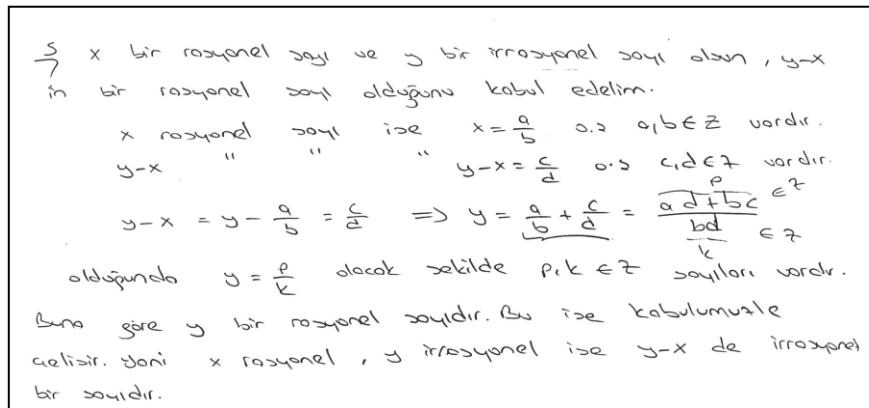 5/ x bir rasyonel sayı ve y bir irrasyonel sayı olsun, y-x
in bir rasyonel sayı olduğunu kabul edelim.
x rasyonel sayı ise x = a/b o.ş a,b ∈ Z vardır.
y-x " " " y-x = c/d o.ş c,d ∈ Z vardır.
y-x = y - a/b = c/d => y = a/b + c/d = ad+bc/bd p ∈ Z k ∈ Z
olduğunda y = p/k olacak şekilde p,k ∈ Z sayıları vardır.
Buna göre y bir rasyonel sayıdır. Bu ise kabulumuzle
çelişir. Yani x rasyonel, y irrasyonel ise y-x de irrasyonel
bir sayıdır.